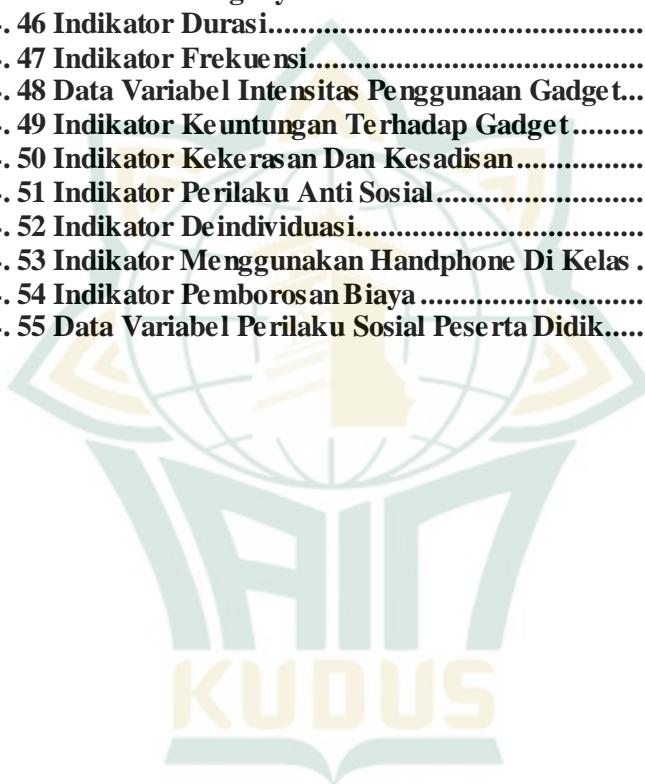 . 46 Indikator Durasi
. 47 Indikator Frekuensi
. 48 Data Variabel Intensitas Penggunaan Gadget
. 49 Indikator Keuntungan Terhadap Gadget
. 50 Indikator Kekerasan Dan Kesadisan
. 51 Indikator Perilaku Anti Sosial
. 52 Indikator Deindividuasi
. 53 Indikator Menggunakan Handphone Di Kelas
. 54 Indikator Pemborosan Biaya
. 55 Data Variabel Perilaku Sosial Peserta Didik
IAIN
KUDUS